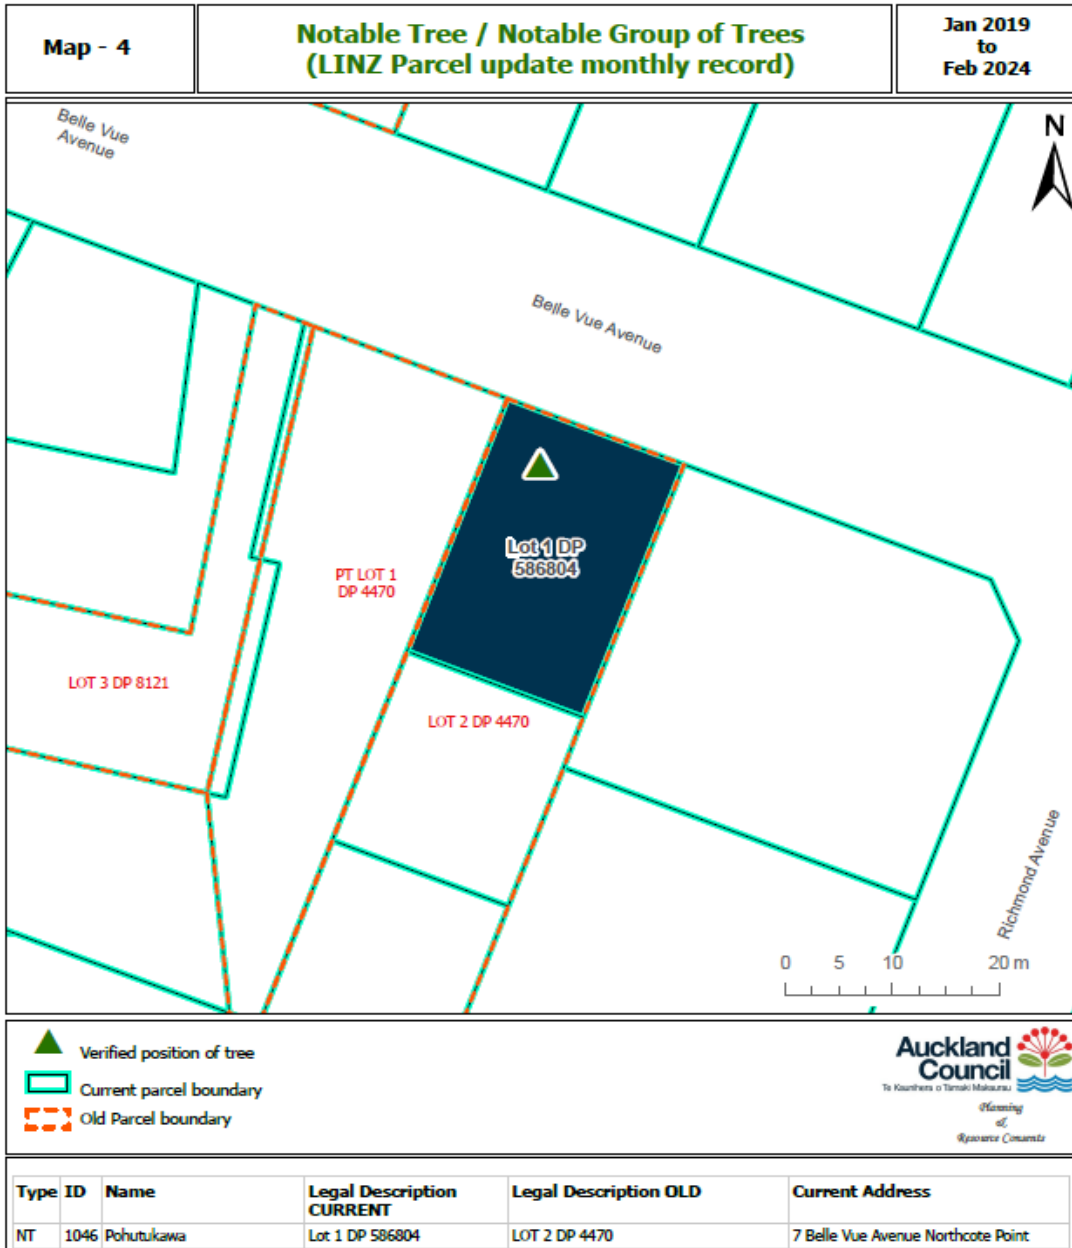 Map - 4
Notable Tree / Notable Group of Trees
(LINZ Parcel update monthly record)
Jan 2019
to
Feb 2024
Belle Vue
Avenue
N
Belle Vue Avenue
Lot 1 DP
586804
PT LOT 1
DP 4470
LOT 3 DP 8121
LOT 2 DP 4470
Richmond Avenue
0 5 10 20 m
Verified position of tree
Current parcel boundary
Old Parcel boundary
Auckland
Council
Te Kaunihera o Tāmaki Makaurau
Planning
&
Resource Consents
Type ID Name Legal Description CURRENT Legal Description OLD Current Address
NT 1046 Pohutukawa Lot 1 DP 586804 LOT 2 DP 4470 7 Belle Vue Avenue Northcote Point